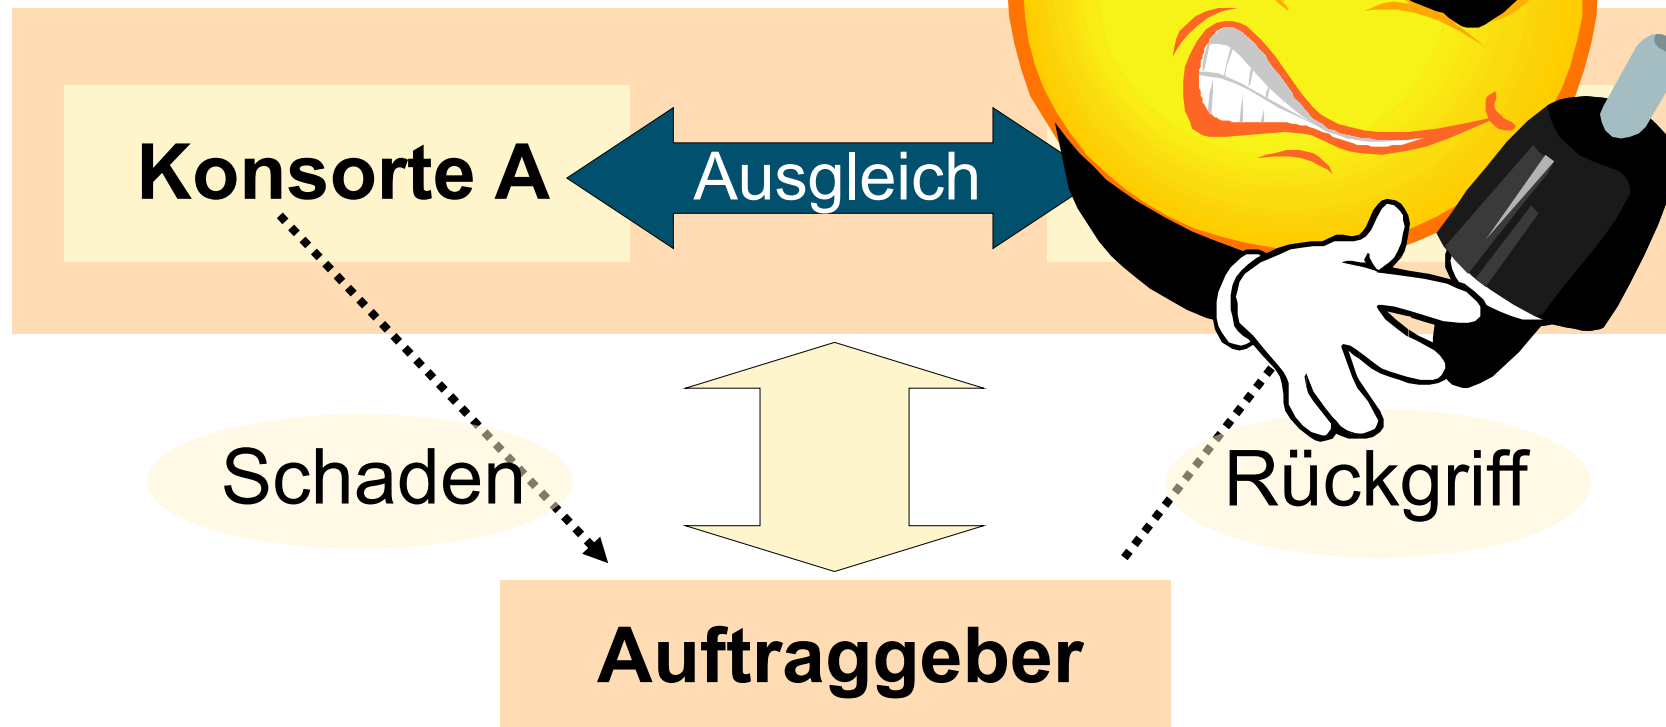 Konsorte A
Ausgleich
Schaden
Rückgriff
Auftraggeber